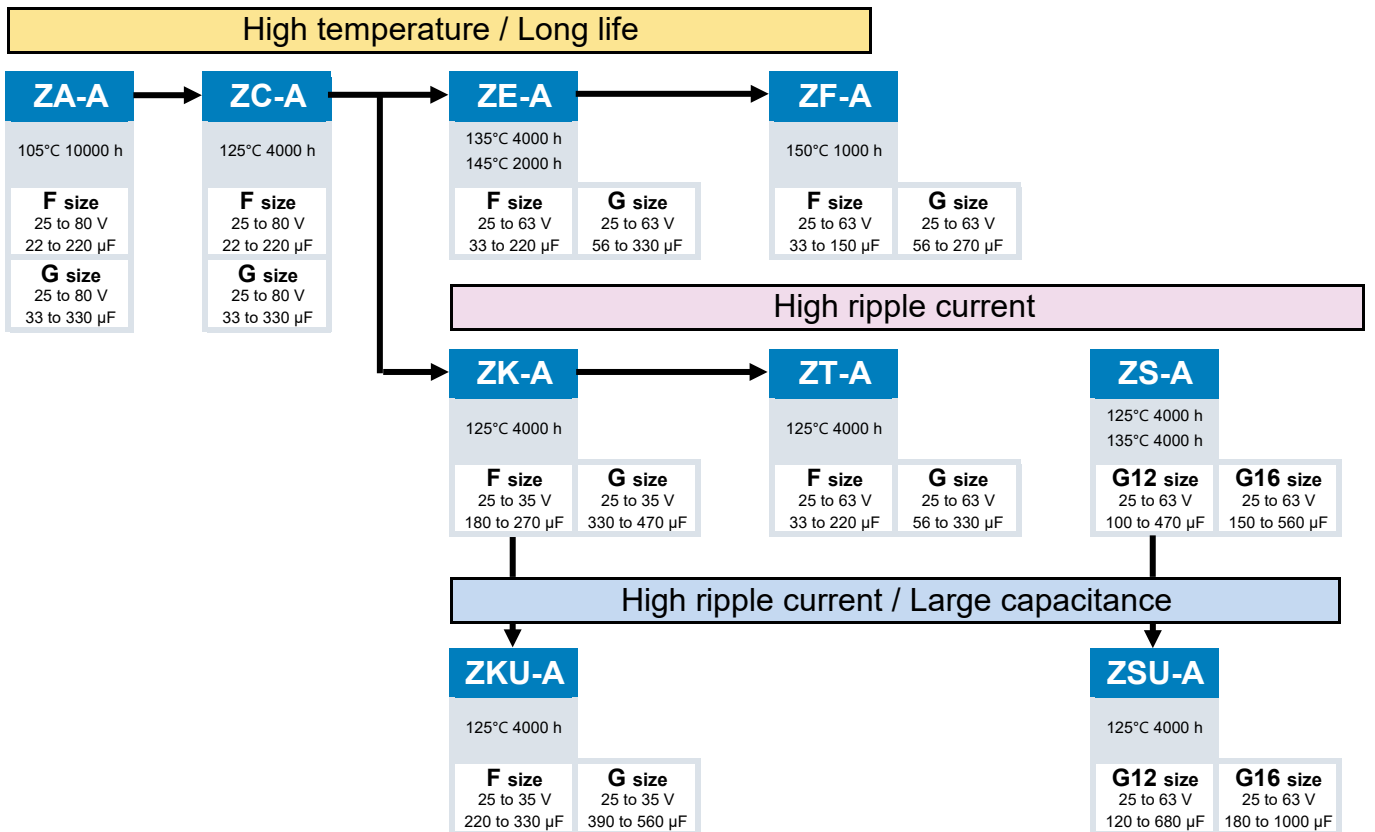 High temperature / Long life
ZA-A
105°C 10000 h
F size
25 to 80 V
22 to 220 µF
G size
25 to 80 V
33 to 330 µF
ZC-A
125°C 4000 h
F size
25 to 80 V
22 to 220 µF
G size
25 to 80 V
33 to 330 µF
ZE-A
135°C 4000 h
145°C 2000 h
F size
25 to 63 V
33 to 220 µF
G size
25 to 63 V
56 to 330 µF
ZF-A
150°C 1000 h
F size
25 to 63 V
33 to 150 µF
G size
25 to 63 V
56 to 270 µF
High ripple current
ZK-A
125°C 4000 h
F size
25 to 35 V
180 to 270 µF
G size
25 to 35 V
330 to 470 µF
ZT-A
125°C 4000 h
F size
25 to 63 V
33 to 220 µF
G size
25 to 63 V
56 to 330 µF
ZS-A
125°C 4000 h
135°C 4000 h
G12 size
25 to 63 V
100 to 470 µF
G16 size
25 to 63 V
150 to 560 µF
High ripple current / Large capacitance
ZKU-A
125°C 4000 h
F size
25 to 35 V
220 to 330 µF
G size
25 to 35 V
390 to 560 µF
ZSU-A
125°C 4000 h
G12 size
25 to 63 V
120 to 680 µF
G16 size
25 to 63 V
180 to 1000 µF